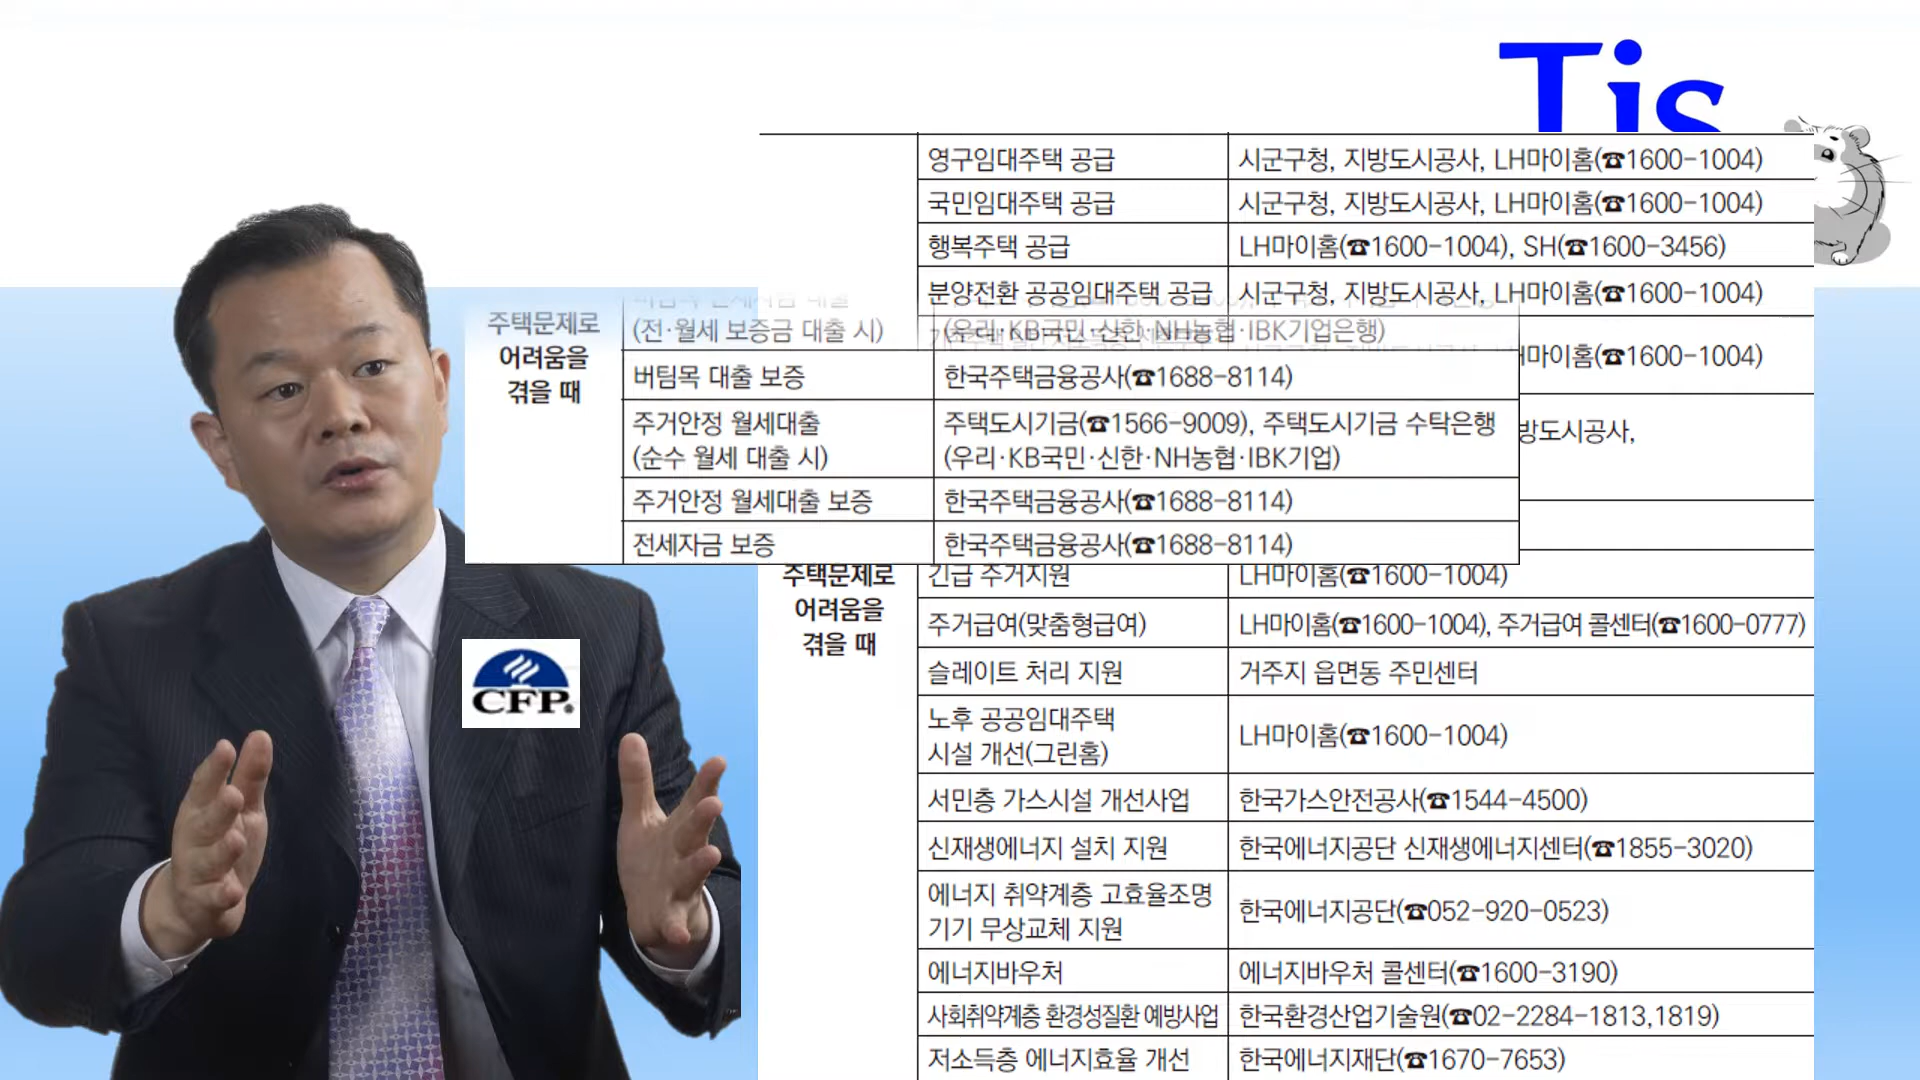 Tis
영구임대주택 공급
시군구청, 지방도시공사, LH마이홈(☎1600-1004)
국민임대주택 공급
시군구청, 지방도시공사, LH마이홈(☎1600-1004)
행복주택 공급
LH마이홈(☎1600-1004), SH(☎1600-3456)
분양전환 공공임대주택 공급
시군구청, 지방도시공사, LH마이홈(☎1600-1004)
H마이홈(☎1600-1004)
방도시공사,
주택문제로
어려움을
겪을 때
(전·월세 보증금 대출 시)
(우리·KB국민·신한·NH농협·IBK기업은행)
버팀목 대출 보증
한국주택금융공사(☎1688-8114)
주거안정 월세대출
(순수 월세 대출 시)
주택도시기금(☎1566-9009), 주택도시기금 수탁은행
(우리·KB국민·신한·NH농협·IBK기업)
주거안정 월세대출 보증
한국주택금융공사(☎1688-8114)
전세자금 보증
한국주택금융공사(☎1688-8114)
주택문제로
어려움을
겪을 때
긴급 주거지원
LH마이홈(☎1600-1004)
주거급여(맞춤형급여)
LH마이홈(☎1600-1004), 주거급여 콜센터(☎1600-0777)
슬레이트 처리 지원
거주지 읍면동 주민센터
노후 공공임대주택
시설 개선(그린홈)
LH마이홈(☎1600-1004)
서민층 가스시설 개선사업
한국가스안전공사(☎1544-4500)
신재생에너지 설치 지원
한국에너지공단 신재생에너지센터(☎1855-3020)
에너지 취약계층 고효율조명
기기 무상교체 지원
한국에너지공단(☎052-920-0523)
에너지바우처
에너지바우처 콜센터(☎1600-3190)
사회취약계층 환경성질환 예방사업
한국환경산업기술원(☎02-2284-1813,1819)
저소득층 에너지효율 개선
한국에너지재단(☎1670-7653)
CFP®